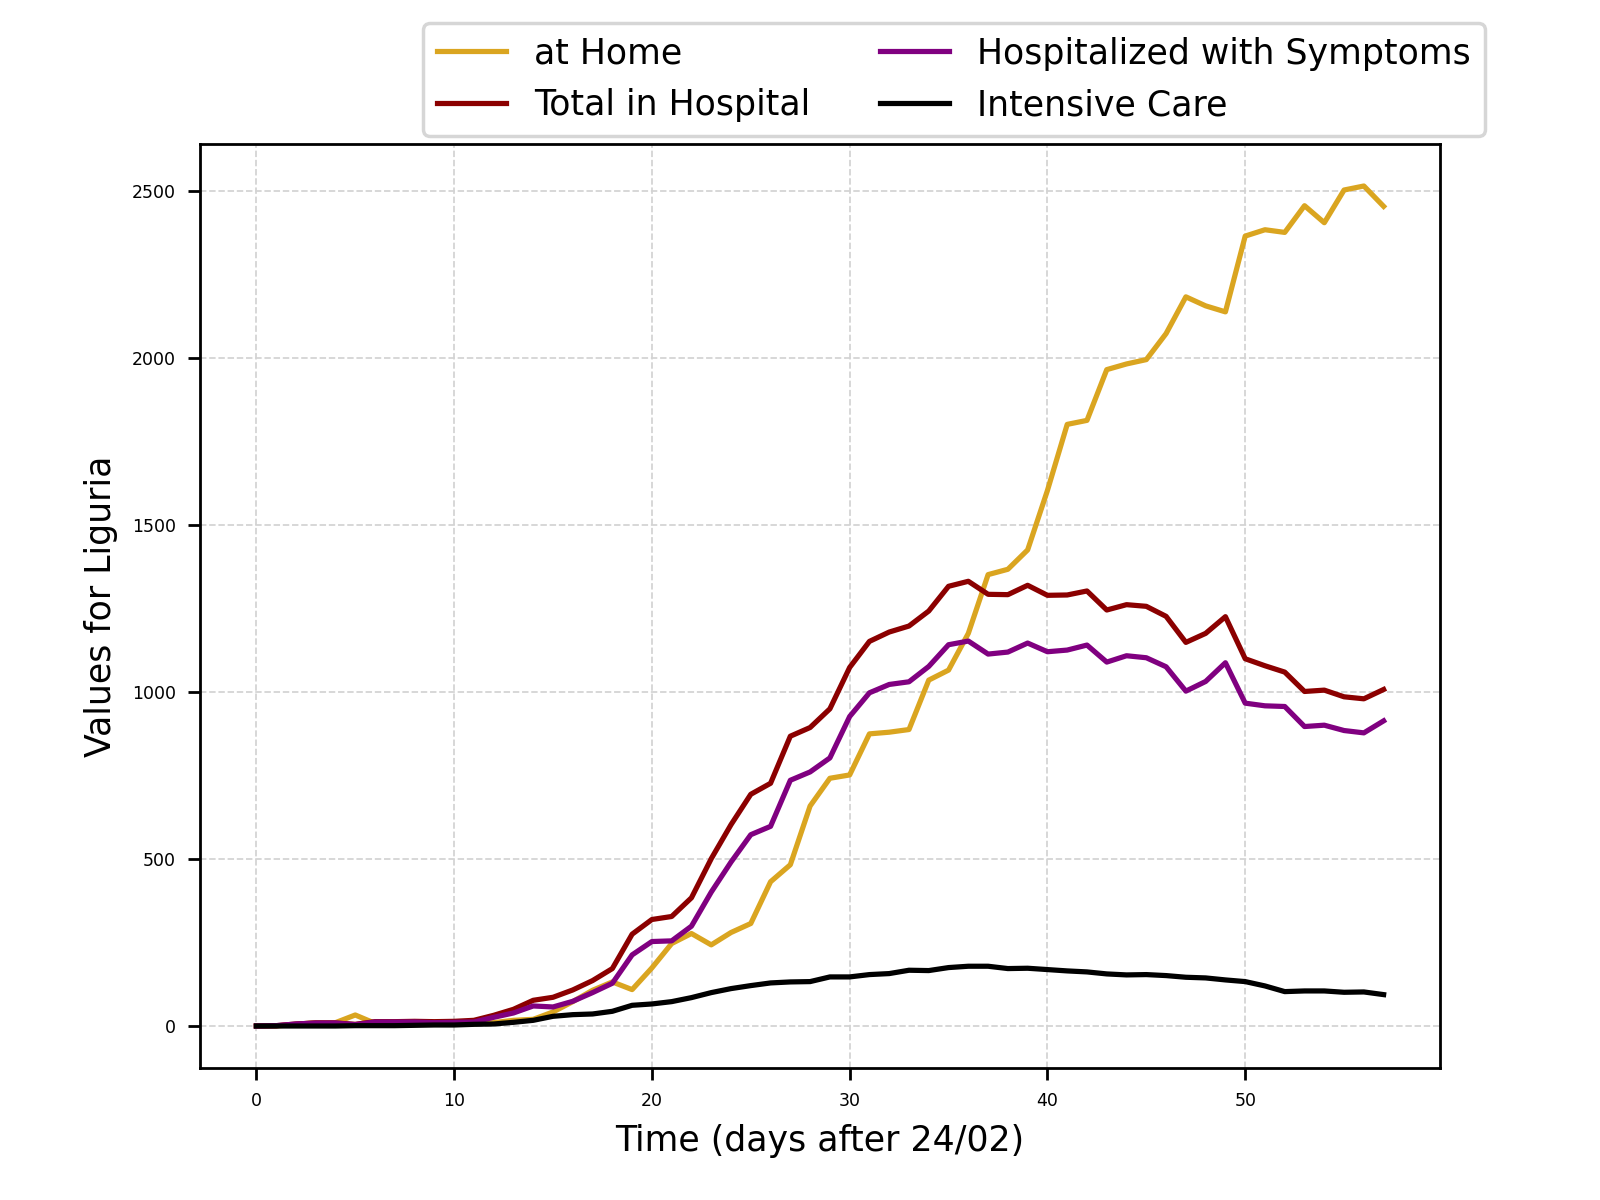 at Home
Total in Hospital
Hospitalized with Symptoms
Intensive Care
Values for Liguria
2500
2000
1500
1000
500
0
0 10 20 30 40 50
Time (days after 24/02)